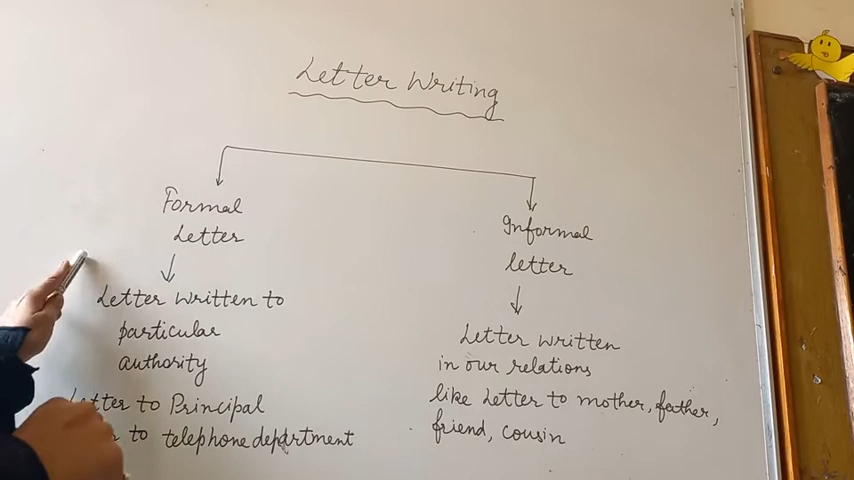 Letter Writing
Formal
Letter
Letter written to
particular
authority
Letter to Principal
to telephone department
Informal
letter
Letter written
in our relations
like Letter to mother, father,
friend, cousin